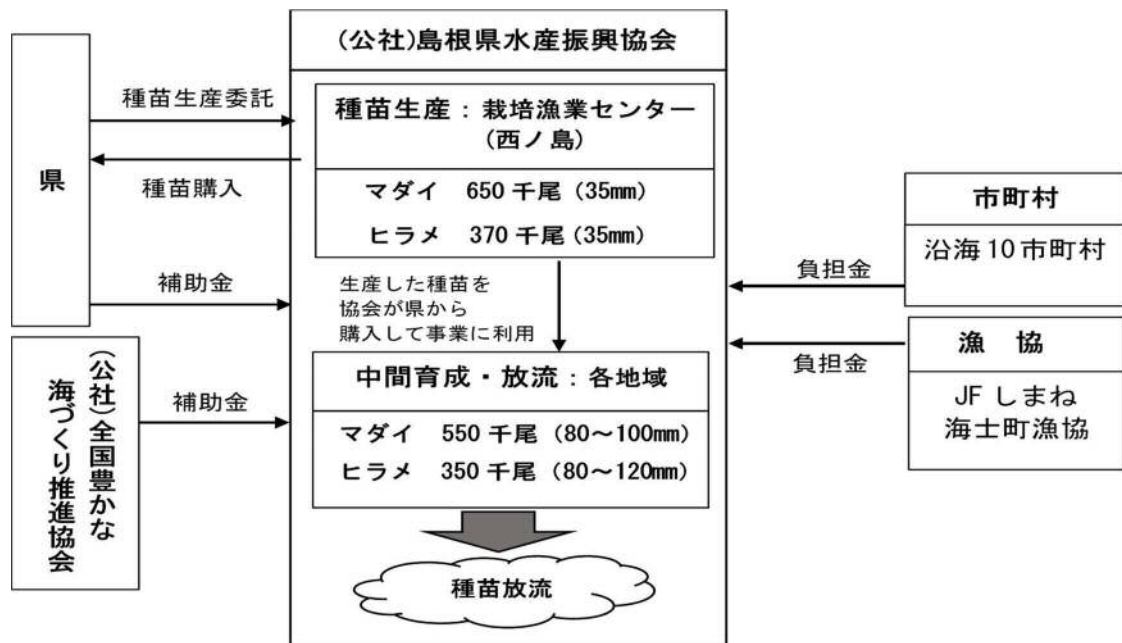 (公社)島根県水産振興協会
県
種苗生産委託
種苗購入
補助金
(公社)全国豊かな
海づくり推進協会
補助金
種苗生産：栽培漁業センター
(西ノ島)
マダイ 650千尾(35mm)
ヒラメ 370千尾(35mm)
生産した種苗を
協会が県から
購入して事業に利用
中間育成・放流：各地域
マダイ 550千尾(80～100mm)
ヒラメ 350千尾(80～120mm)
種苗放流
負担金
市町村
沿海10市町村
負担金
漁 協
JFしまね
海士町漁協